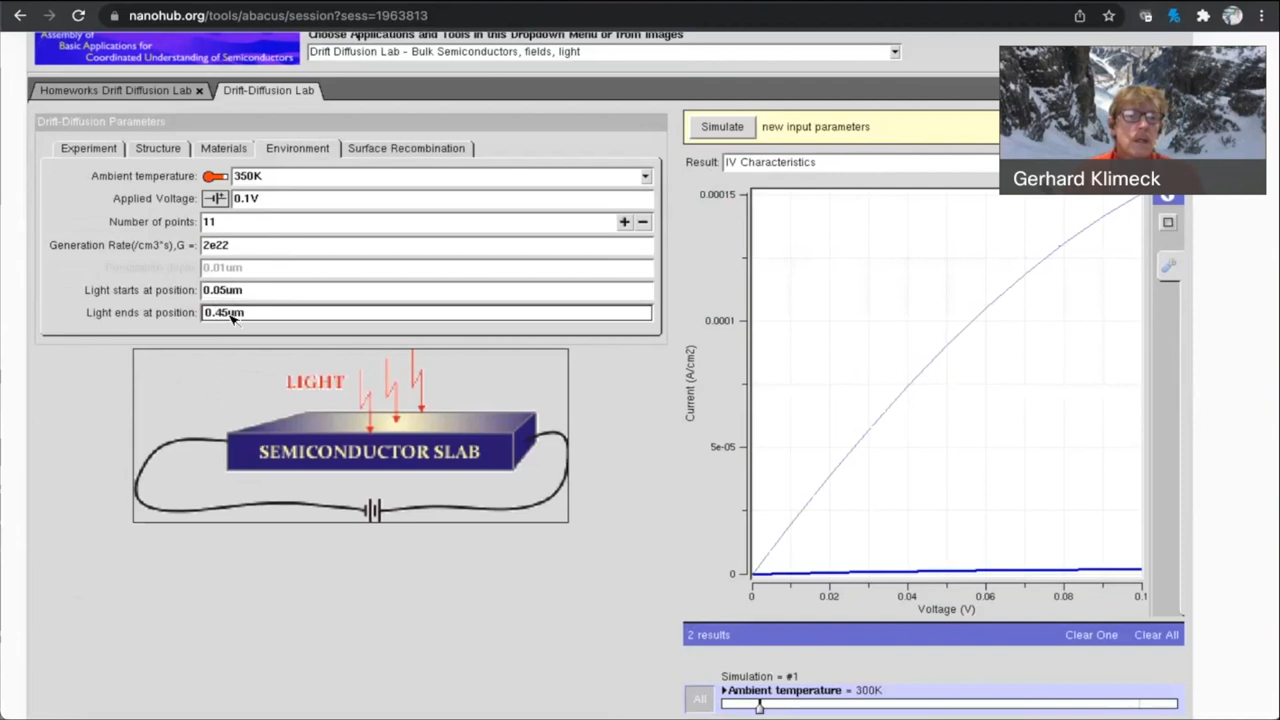 nanohub.org/tools/abacus/session?sess=1963813
Assembly of
Basic Applications for
Coordinated Understanding of Semiconductors
Choose Applications and Tools in this Dropdown Menu or from Images
Drift Diffusion Lab - Bulk Semiconductors, fields, light
Homeworks Drift Diffusion Lab ×
Drift-Diffusion Lab
Drift-Diffusion Parameters
Experiment Structure Materials Environment Surface Recombination
Ambient temperature: 350K
Applied Voltage: 0.1V
Number of points: 11
Generation Rate(/cm3*s),G =: 2e22
0.01um
Light starts at position: 0.05um
Light ends at position: 0.45um
LIGHT
SEMICONDUCTOR SLAB
Simulate new input parameters
Result: IV Characteristics
Gerhard Klimeck
0.00015
0.0001
5e-05
0
Current (A/cm2)
0 0.02 0.04 0.06 0.08 0.1
Voltage (V)
2 results Clear One Clear All
Simulation = #1
All
Ambient temperature = 300K